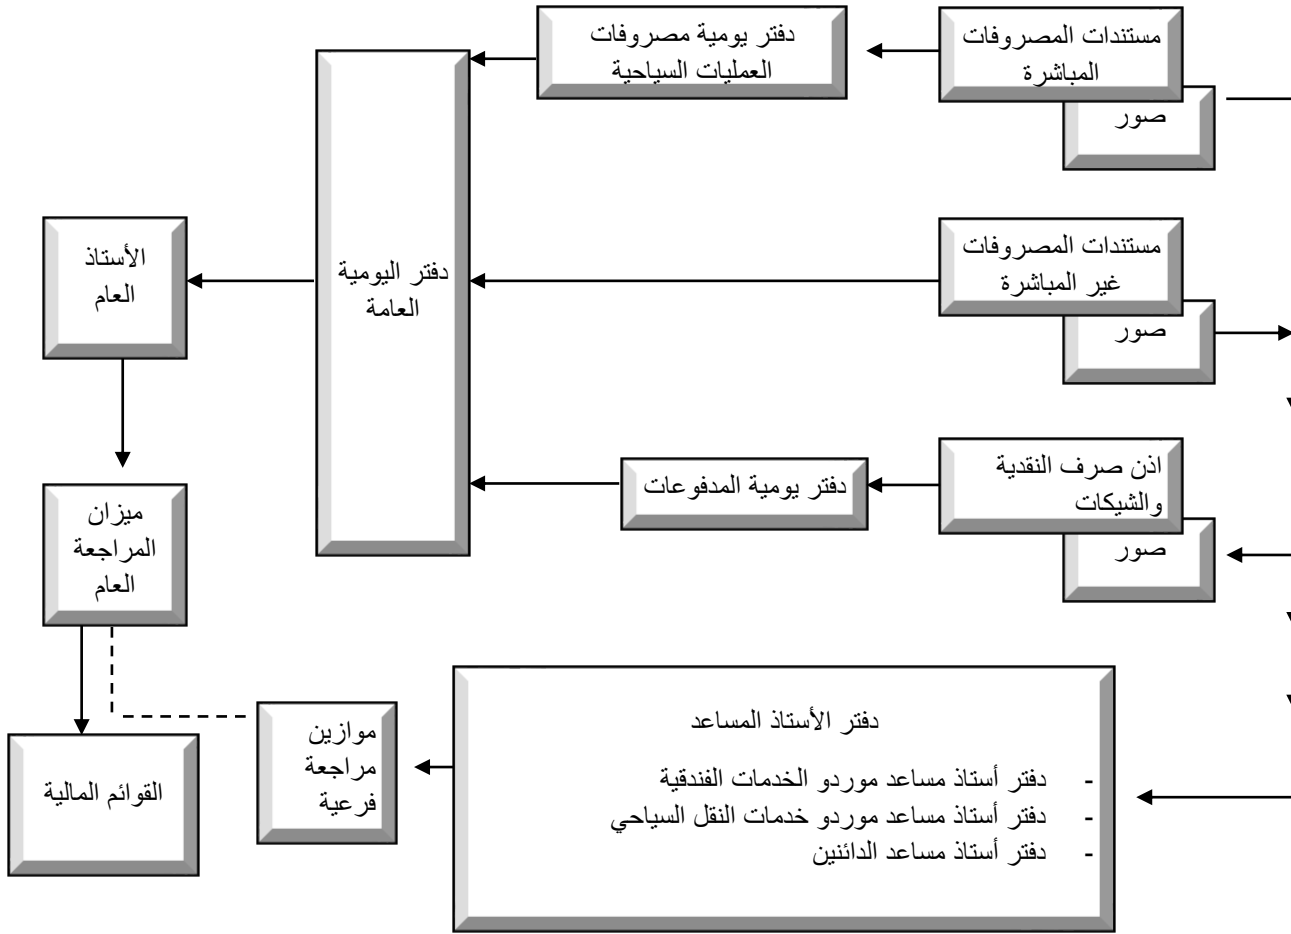 مستندات المصروفات
المباشرة
صور
دفتر يومية مصروفات
العمليات السياحية
مستندات المصروفات
غير المباشرة
صور
دفتر اليومية
العامة
الأستاذ
العام
اذن صرف النقدية
والشيكات
صور
دفتر يومية المدفوعات
ميزان
المراجعة
العام
دفتر الأستاذ المساعد
- دفتر أستاذ مساعد موردو الخدمات الفندقية
- دفتر أستاذ مساعد موردو خدمات النقل السياحي
- دفتر أستاذ مساعد الدائنين
موازين
مراجعة
فرعية
القوائم المالية